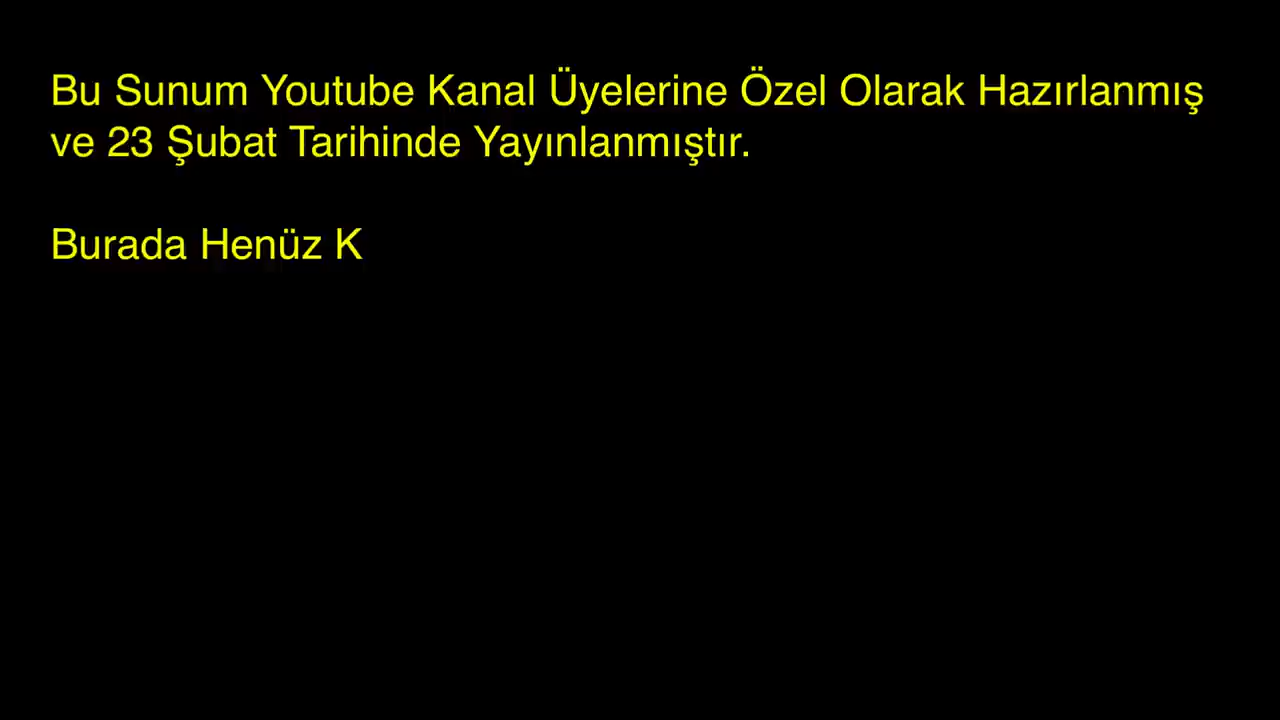 Bu Sunum Youtube Kanal Üyelerine Özel Olarak Hazırlanmış
ve 23 Şubat Tarihinde Yayınlanmıştır.
Burada Henüz K